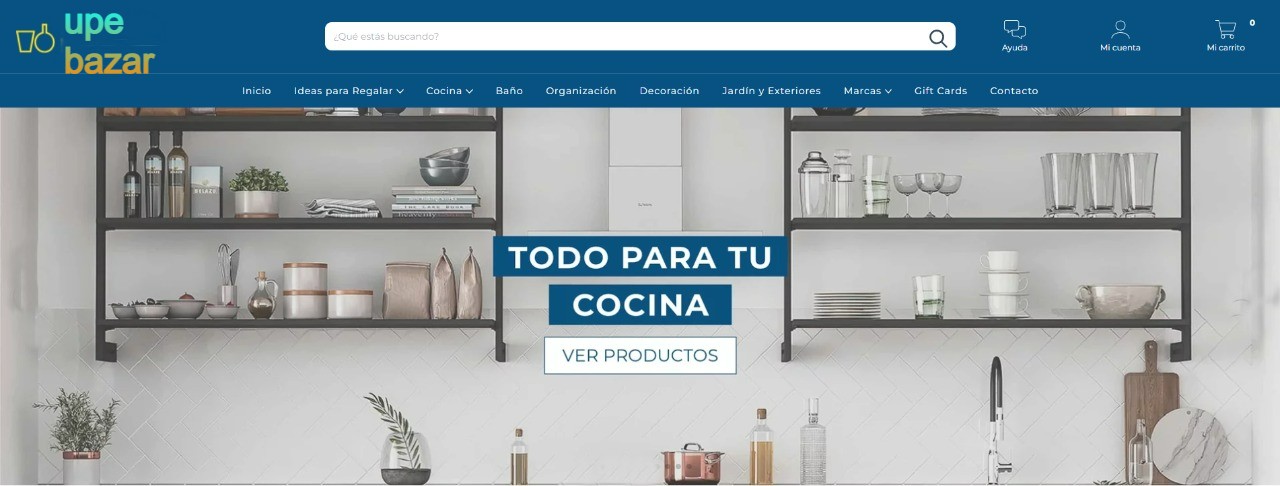 upe
bazar
¿Qué estás buscando?
Ayuda
Mi cuenta
0
Mi carrito
Inicio
Ideas para Regalar
Cocina
Baño
Organización
Decoración
Jardín y Exteriores
Marcas
Gift Cards
Contacto
TODO PARA TU
COCINA
VER PRODUCTOS